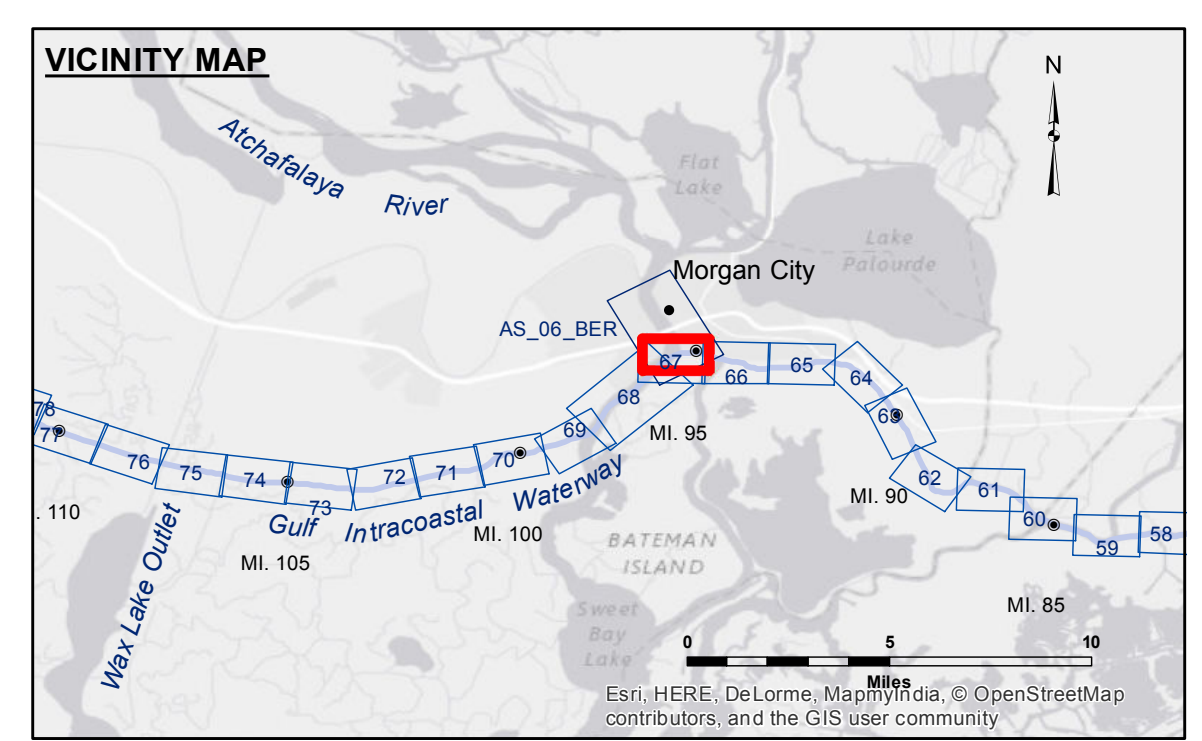 VICINITY MAP
N
Atchafalaya
River
Flat
Lake
Lake
Palourde
Morgan City
AS_06_BER
67
66
65
64
63
62
61
60
59
58
68
69
70
71
72
73
74
75
76
77
78
MI. 95
MI. 90
MI. 85
MI. 100
MI. 105
. 110
Gulf Intracoastal Waterway
Wax Lake Outlet
BATEMAN
ISLAND
Sweet
Bay
Lake
0 5 10
Miles
Esri, HERE, DeLorme, MapmyIndia, © OpenStreetMap
contributors, and the GIS user community